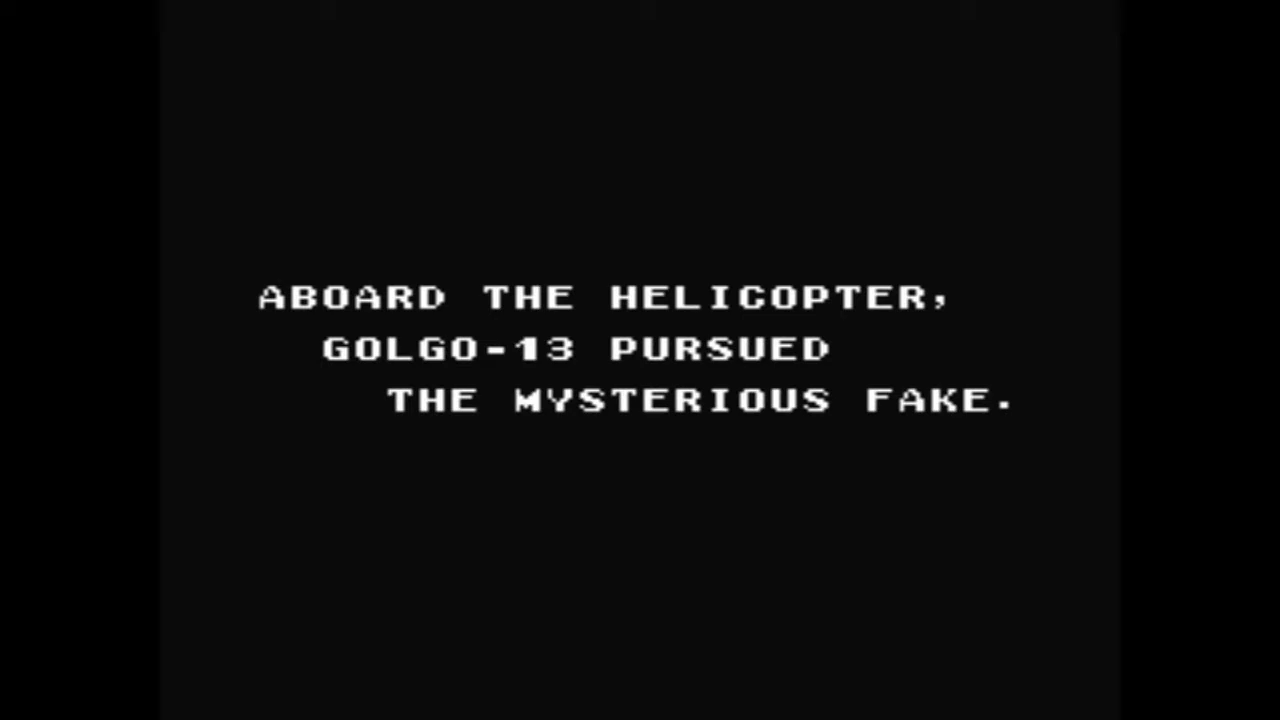 ABOARD THE HELICOPTER,
GOLGO-13 PURSUED
THE MYSTERIOUS FAKE.